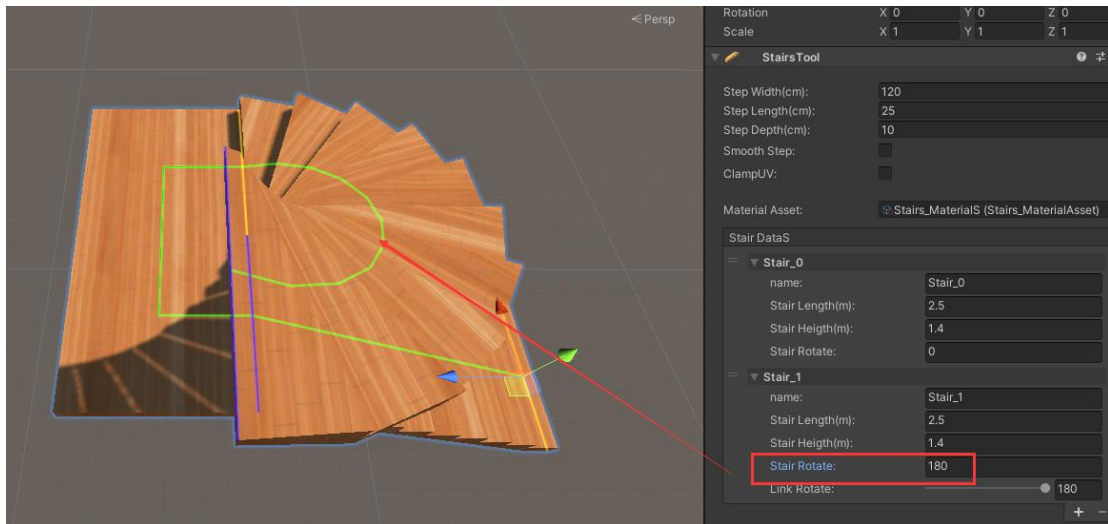 Persp
Rotation X 0 Y 0 Z 0
Scale X 1 Y 1 Z 1
StairsTool
Step Width(cm): 120
Step Length(cm): 25
Step Depth(cm): 10
Smooth Step:
ClampUV:
Material Asset: Stairs_MaterialS (Stairs_MaterialAsset)
Stair DataS
Stair_0
name: Stair_0
Stair Length(m): 2.5
Stair Heigth(m): 1.4
Stair Rotate: 0
Stair_1
name: Stair_1
Stair Length(m): 2.5
Stair Heigth(m): 1.4
Stair Rotate: 180
Link Rotate: 180